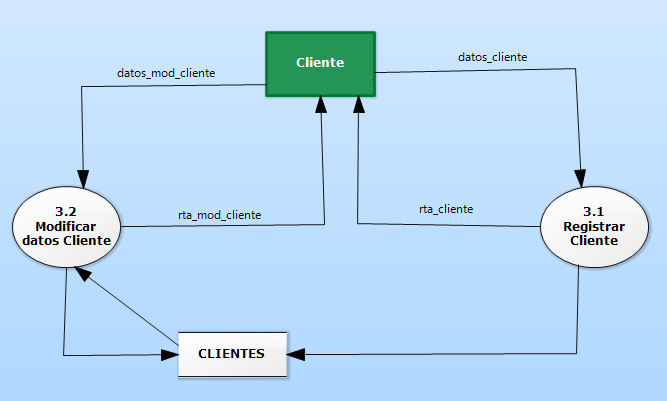 Cliente
datos_mod_cliente
datos_cliente
3.2
Modificar
datos Cliente
rta_mod_cliente
rta_cliente
3.1
Registrar
Cliente
CLIENTES